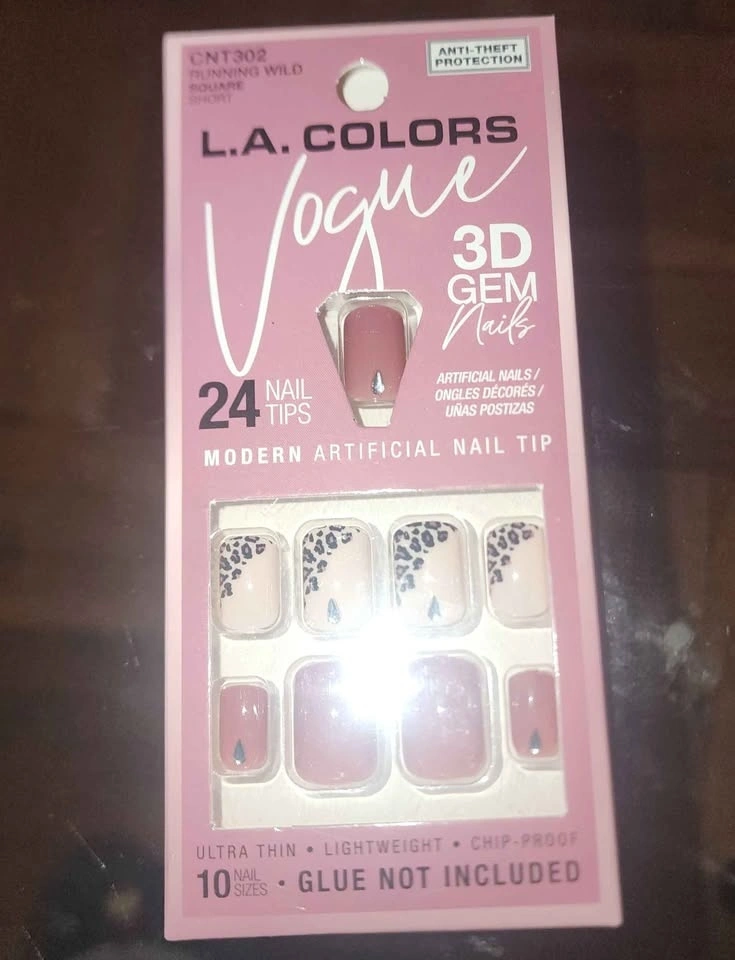 CNT302
RUNNING WILD
SQUARE
SHORT
ANTI-THEFT
PROTECTION
L.A. COLORS
Vogue
3D
GEM
Nails
24 NAIL
TIPS
ARTIFICIAL NAILS /
ONGLES DÉCORÉS /
UÑAS POSTIZAS
MODERN ARTIFICIAL NAIL TIP
ULTRA THIN • LIGHTWEIGHT • CHIP-PROOF
10 NAIL
SIZES • GLUE NOT INCLUDED